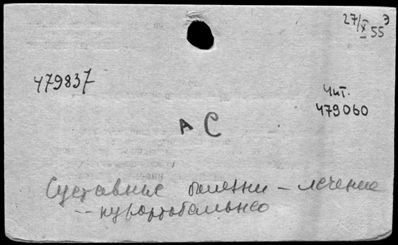 27/X 55 Э
479837
Чит.
479060
А С
Суставные болезни – лечение
– курортобальнео